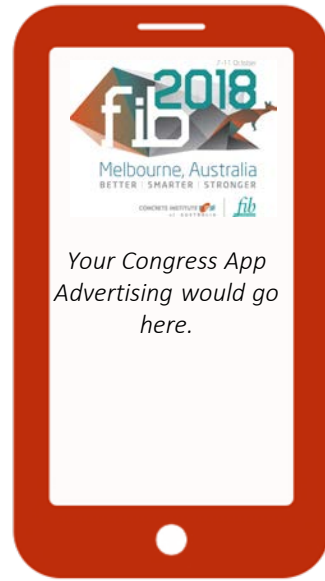 7-11 October
fib 2018
Melbourne, Australia
BETTER | SMARTER | STRONGER
CONCRETE INSTITUTE
of AUSTRALIA
fib
Your Congress App
Advertising would go
here.